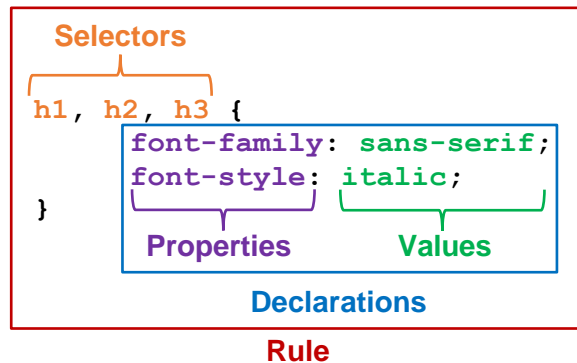 Selectors
h1, h2, h3 {
font-family: sans-serif;
font-style: italic;
}
Properties
Values
Declarations
Rule